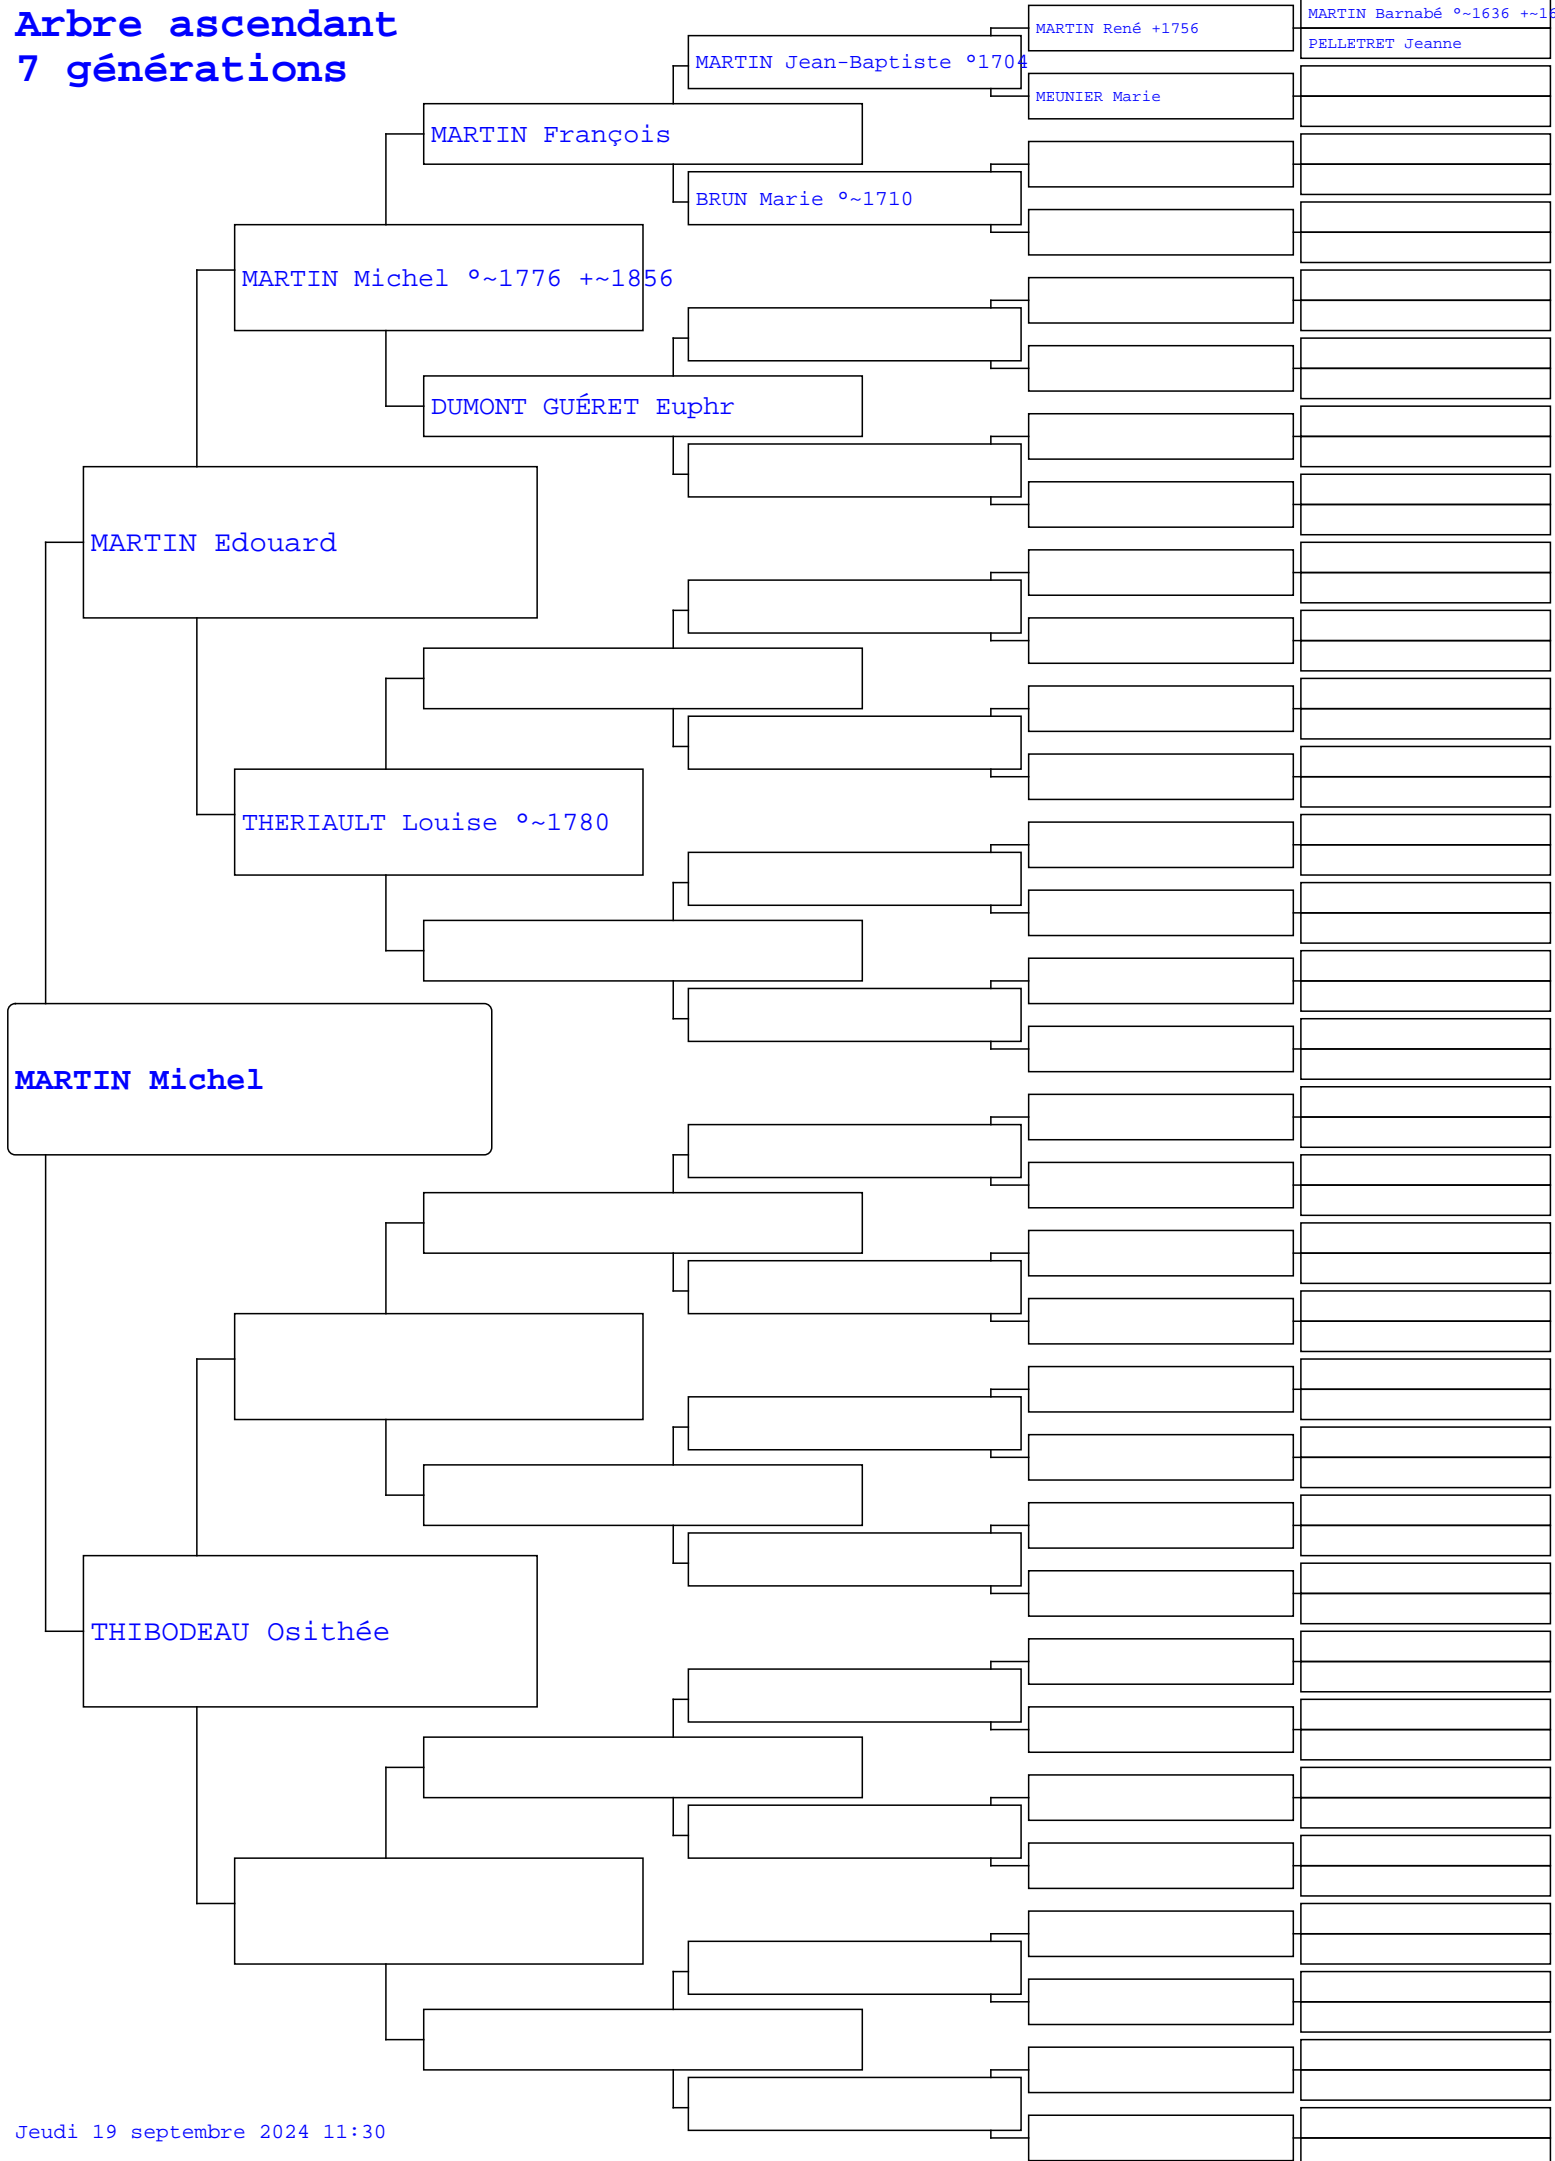 Arbre ascendant
7 générations
MARTIN Barnabé °~1636 +~1
MARTIN René +1756
PELLETRET Jeanne
MARTIN Jean-Baptiste °1704
MEUNIER Marie
MARTIN François
BRUN Marie °~1710
MARTIN Michel °~1776 +~1856
DUMONT GUÉRET Euphr
MARTIN Edouard
THERIAULT Louise °~1780
MARTIN Michel
THIBODEAU Osithée
Jeudi 19 septembre 2024 11:30